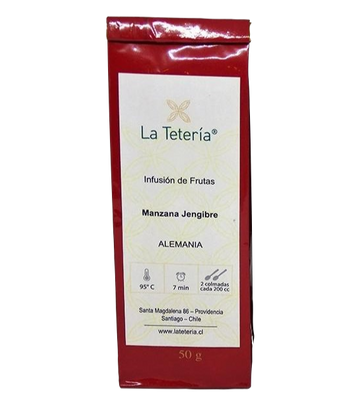 La Tetería®
Infusión de Frutas
Manzana Jengibre
ALEMANIA
95° C
7 min
2 colmadas
cada 200 cc
Santa Magdalena 86 – Providencia
Santiago – Chile
www.lateteria.cl
50 g